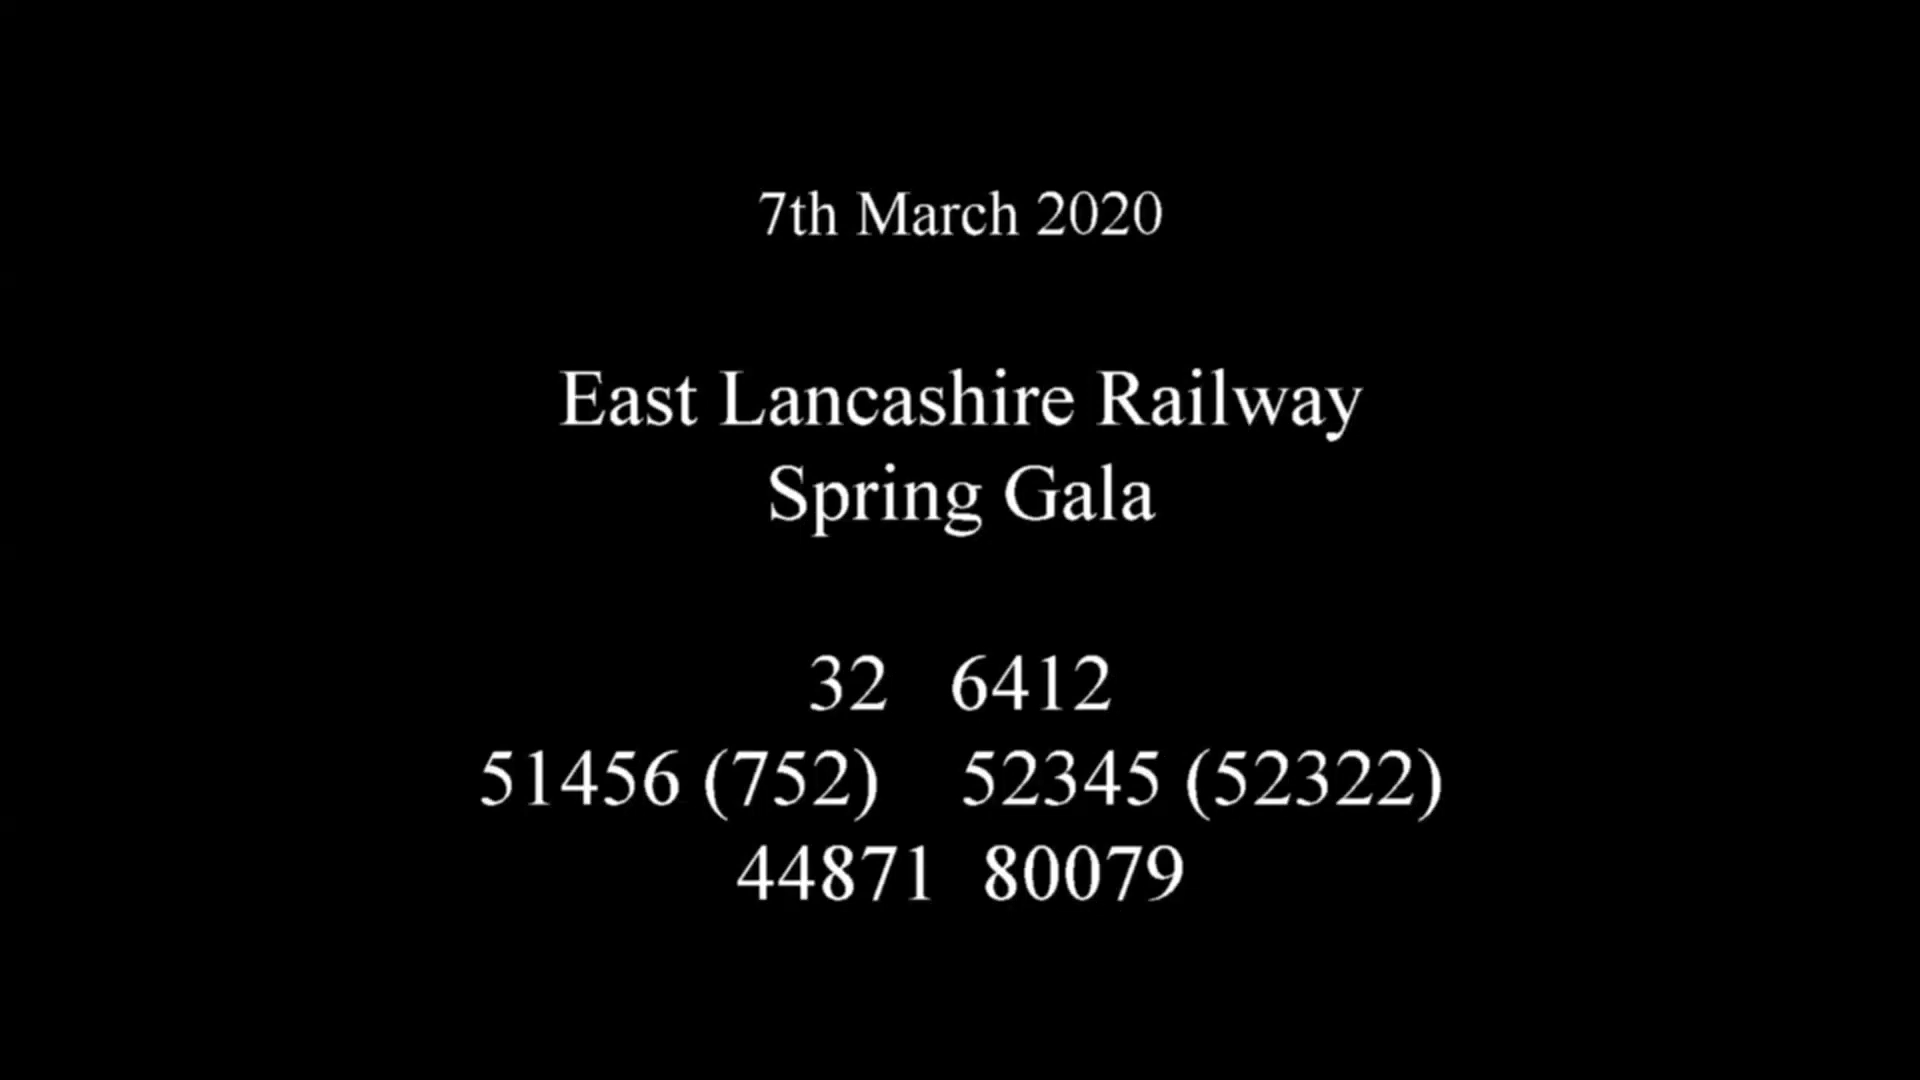 7th March 2020
East Lancashire Railway
Spring Gala
32 6412
51456 (752) 52345 (52322)
44871 80079